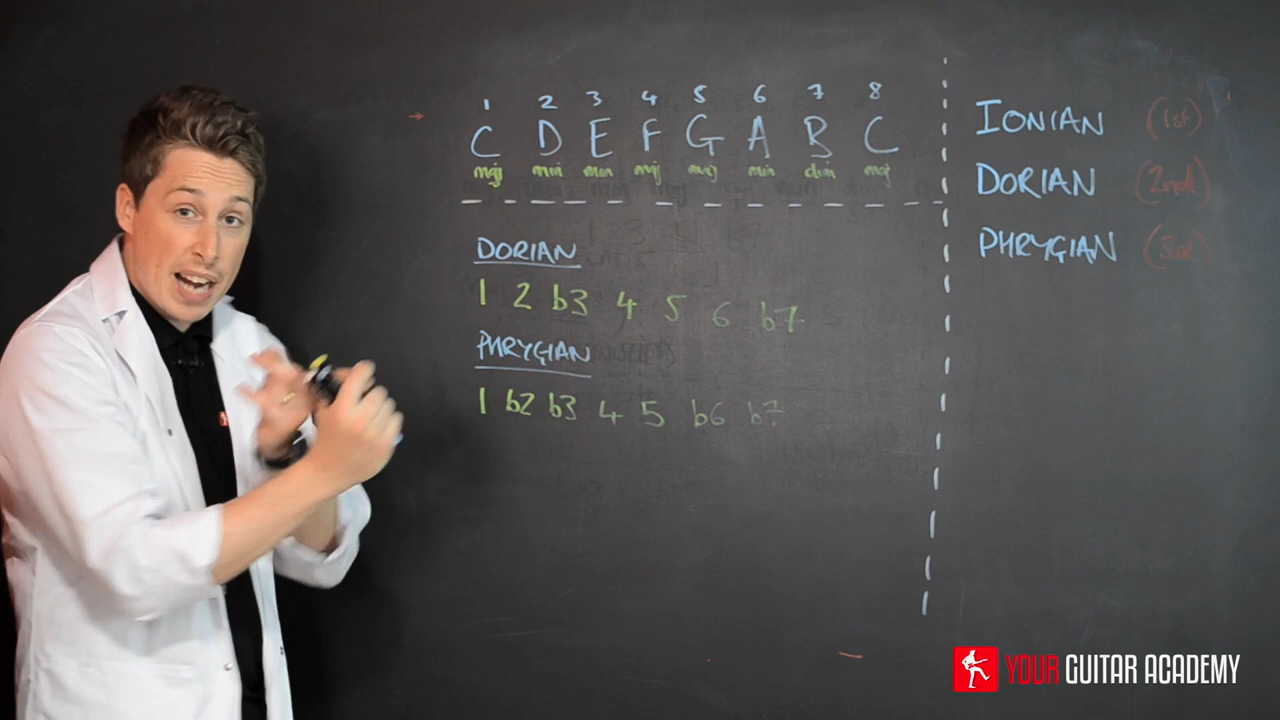 1 2 3 4 5 6 7 8
C D E F G A B C
maj min min maj maj min dim maj
DORIAN
1 2 b3 4 5 6 b7
PHRYGIAN
1 b2 b3 4 5 b6 b7
IONIAN (1st)
DORIAN (2nd)
PHRYGIAN (3rd)
YOUR GUITAR ACADEMY